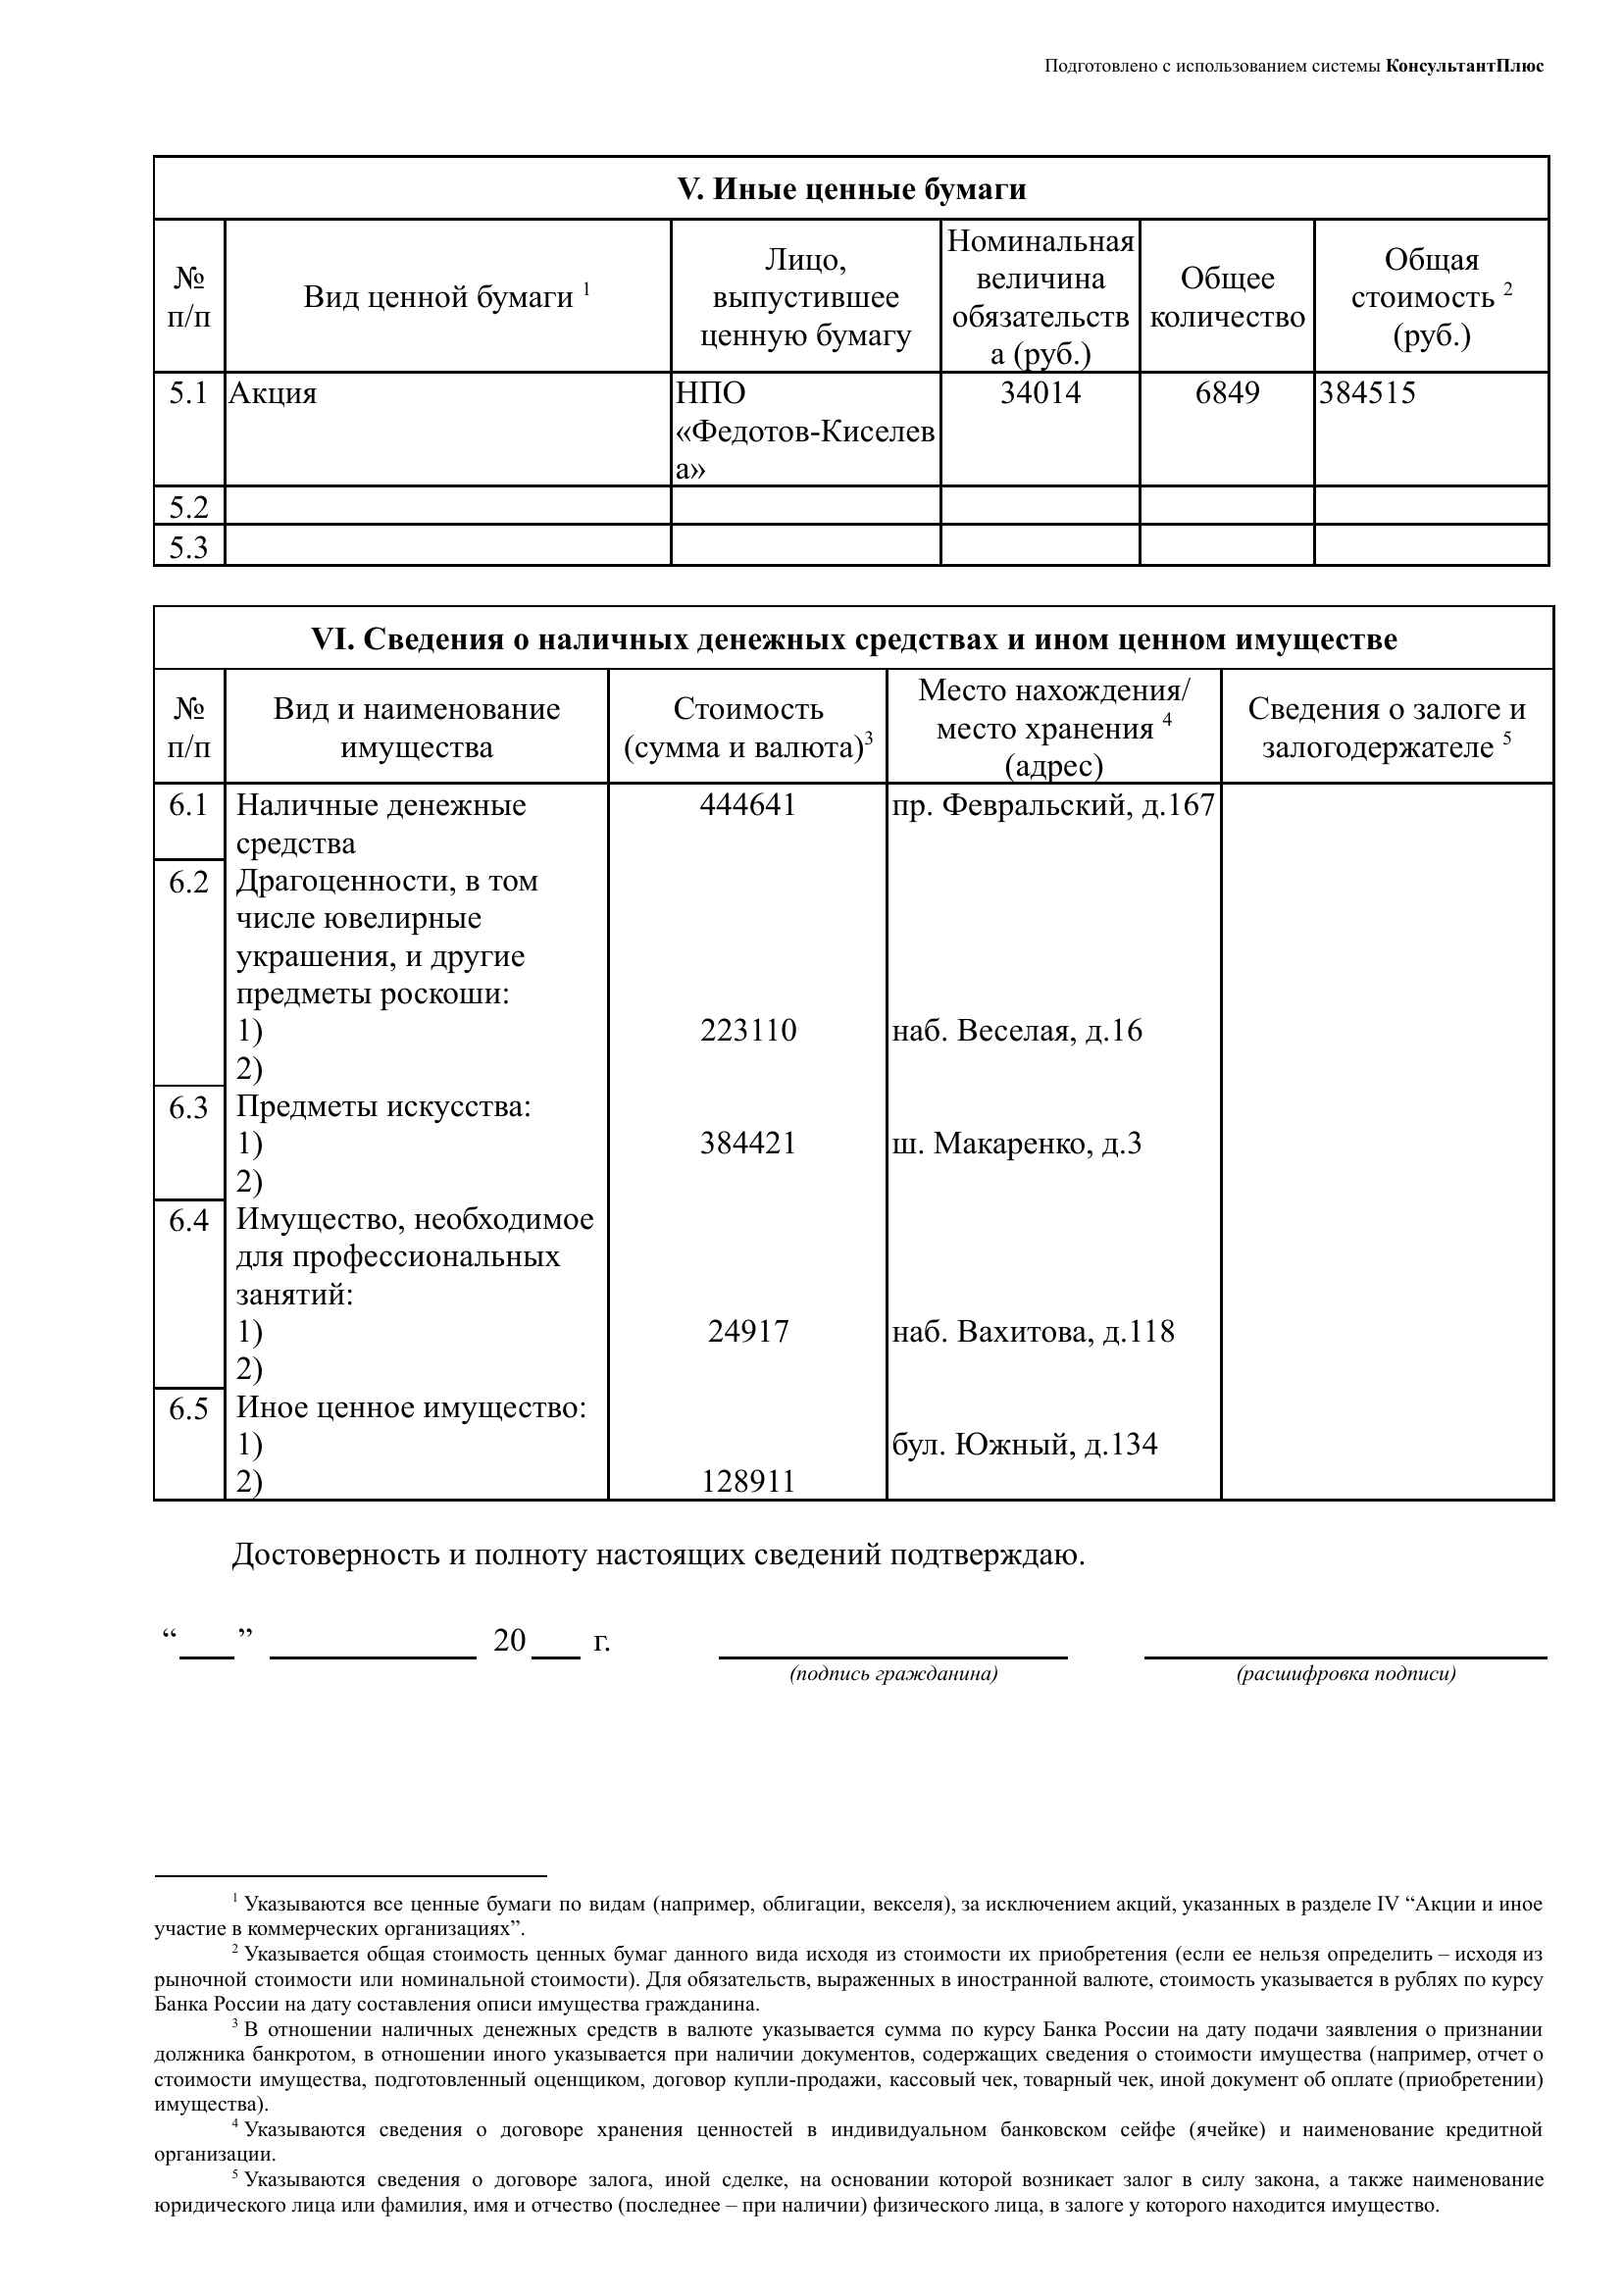 Подготовлено с использованием системы КонсультантПлюс
V. Иные ценные бумаги
№
п/п
Вид ценной бумаги 1
Лицо,
выпустившее
ценную бумагу
Номинальная
величина
обязательств
а (руб.)
Общее
количество
Общая
стоимость 2
(руб.)
5.1 Акция НПО 34014 6849 384515
«Федотов-Киселев
а»
5.2
5.3
VI. Сведения о наличных денежных средствах и ином ценном имуществе
№
п/п
Вид и наименование
имущества
Стоимость
(сумма и валюта)3
Место нахождения/
место хранения 4
(адрес)
Сведения о залоге и
залогодержателе 5
6.1 Наличные денежные 444641 пр. Февральский, д.167
средства
6.2 Драгоценности, в том
числе ювелирные
украшения, и другие
предметы роскоши:
1) 223110 наб. Веселая, д.16
2)
6.3 Предметы искусства:
1) 384421 ш. Макаренко, д.3
2)
6.4 Имущество, необходимое
для профессиональных
занятий:
1) 24917 наб. Вахитова, д.118
2)
6.5 Иное ценное имущество:
1) бул. Южный, д.134
2) 128911
Достоверность и полноту настоящих сведений подтверждаю.
“___” ____________ 20___ г.
(подпись гражданина) (расшифровка подписи)
1 Указываются все ценные бумаги по видам (например, облигации, векселя), за исключением акций, указанных в разделе IV “Акции и иное
участие в коммерческих организациях”.
2 Указывается общая стоимость ценных бумаг данного вида исходя из стоимости их приобретения (если ее нельзя определить – исходя из
рыночной стоимости или номинальной стоимости). Для обязательств, выраженных в иностранной валюте, стоимость указывается в рублях по курсу
Банка России на дату составления описи имущества гражданина.
3 В отношении наличных денежных средств в валюте указывается сумма по курсу Банка России на дату подачи заявления о признании
должника банкротом, в отношении иного указывается при наличии документов, содержащих сведения о стоимости имущества (например, отчет о
стоимости имущества, подготовленный оценщиком, договор купли-продажи, кассовый чек, товарный чек, иной документ об оплате (приобретении)
имущества).
4 Указываются сведения о договоре хранения ценностей в индивидуальном банковском сейфе (ячейке) и наименование кредитной
организации.
5 Указываются сведения о договоре залога, иной сделке, на основании которой возникает залог в силу закона, а также наименование
юридического лица или фамилия, имя и отчество (последнее – при наличии) физического лица, в залоге у которого находится имущество.